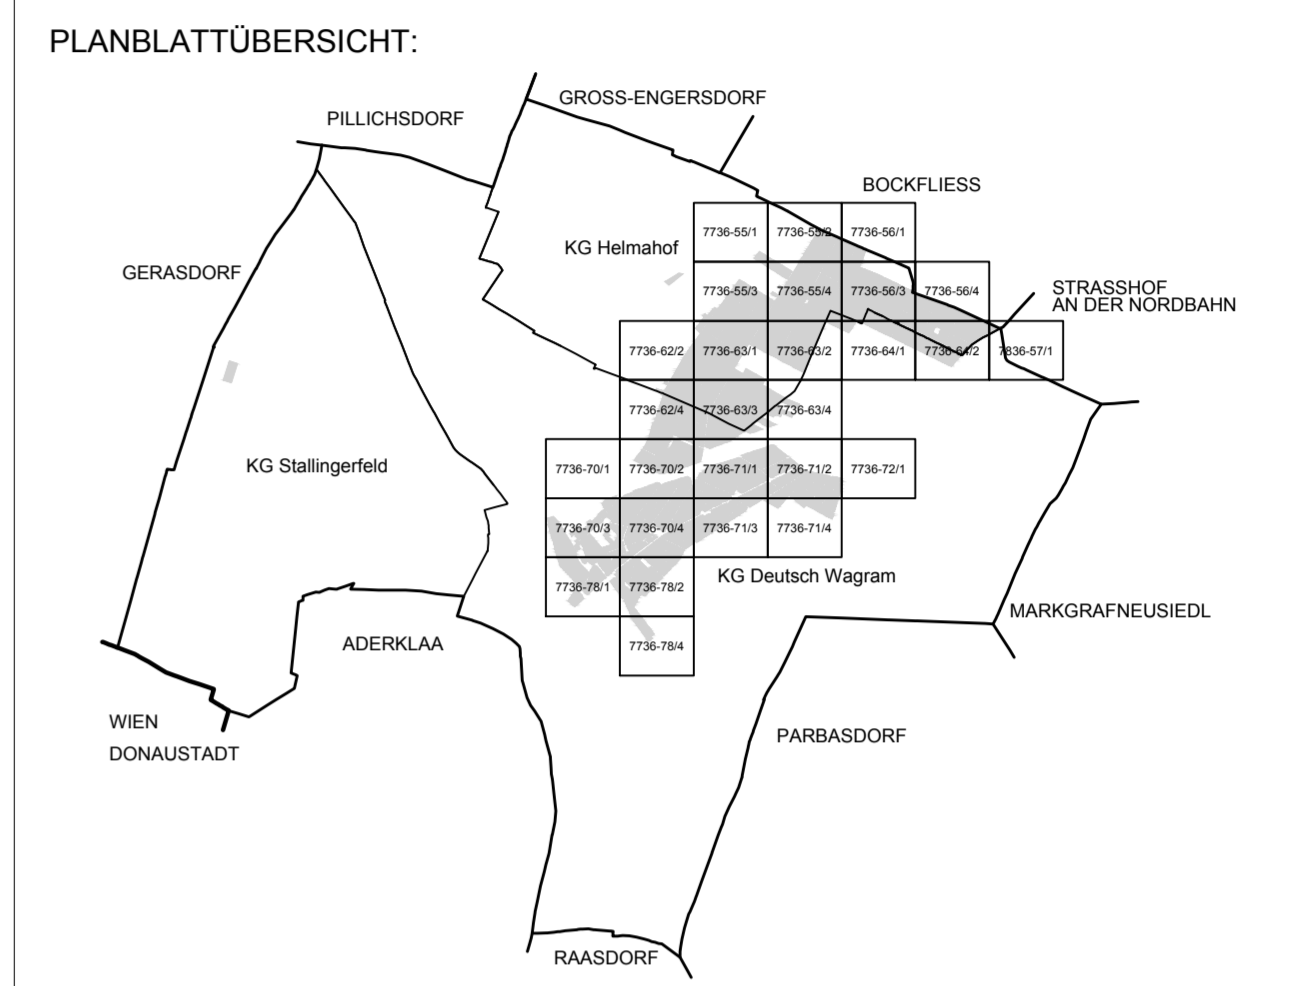 PLANBLATTÜBERSICHT:
GROSS-ENGERSDORF
PILLICHSDORF
BOCKFLIESS
7736-55/1 7736-55/2 7736-56/1
KG Helmahof
GERASDORF
STRASSHOF
AN DER NORDBAHN
7736-55/3 7736-55/4 7736-56/3 7736-56/4
7736-62/2 7736-63/1 7736-63/2 7736-64/1 7736-64/2 7836-57/1
7736-62/4 7736-63/3 7736-63/4
KG Stallingerfeld
7736-70/1 7736-70/2 7736-71/1 7736-71/2 7736-72/1
7736-70/3 7736-70/4 7736-71/3 7736-71/4
KG Deutsch Wagram
7736-78/1 7736-78/2
MARKGRAFNEUSIEDL
ADERKLAA
7736-78/4
WIEN
DONAUSTADT
PARBASDORF
RAASDORF